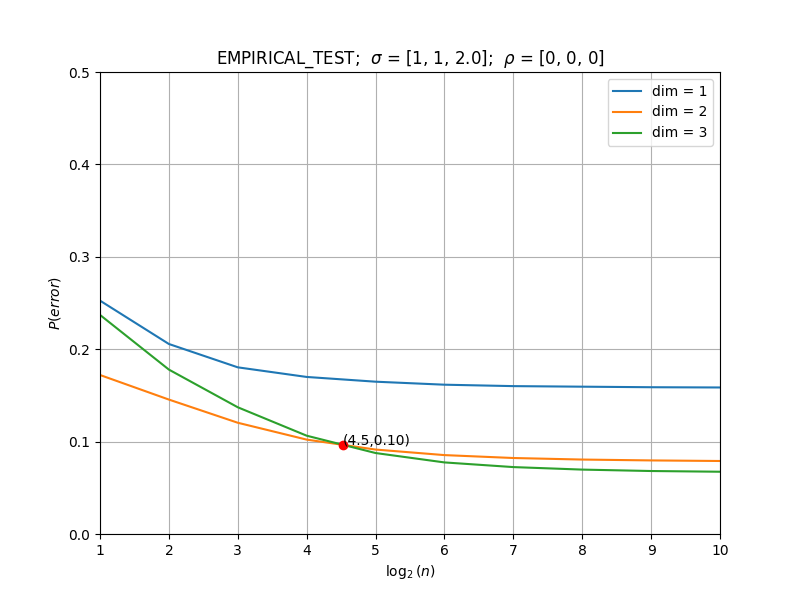 EMPIRICAL_TEST; σ = [1, 1, 2.0]; ρ = [0, 0, 0]
0.5
dim = 1
dim = 2
dim = 3
0.4
0.3
P(error)
0.2
(4.5,0.10)
0.1
0.0
1 2 3 4 5 6 7 8 9 10
log₂(n)